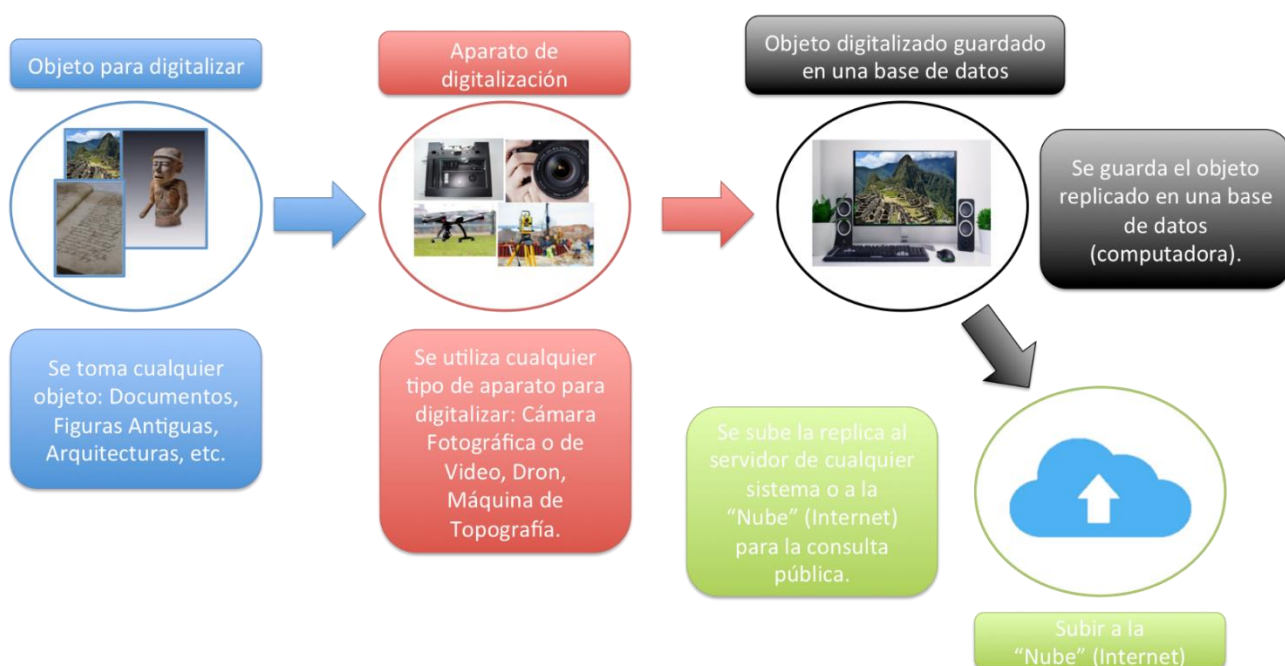 Objeto para digitalizar
Se toma cualquier
objeto: Documentos,
Figuras Antiguas,
Arquitecturas, etc.
Aparato de
digitalización
Se utiliza cualquier
tipo de aparato para
digitalizar: Cámara
Fotográfica o de
Video, Dron,
Máquina de
Topografía.
Objeto digitalizado guardado
en una base de datos
Se guarda el objeto
replicado en una base
de datos
(computadora).
Se sube la replica al
servidor de cualquier
sistema o a la
“Nube” (Internet)
para la consulta
pública.
Subir a la
“Nube” (Internet)